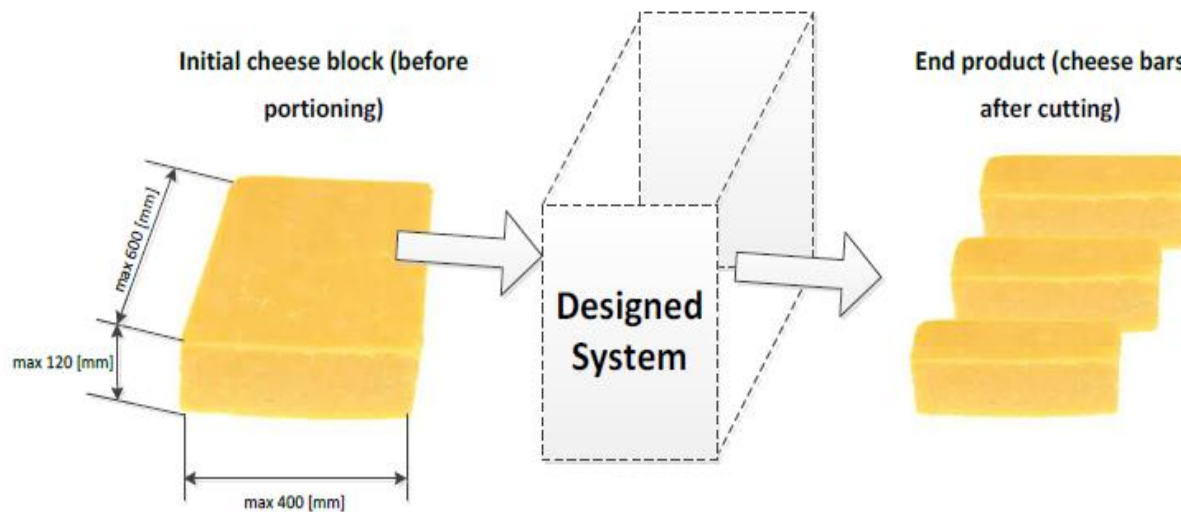 Initial cheese block (before
portioning)
End product (cheese bars
after cutting)
max 600 [mm]
max 120 [mm]
max 400 [mm]
Designed
System